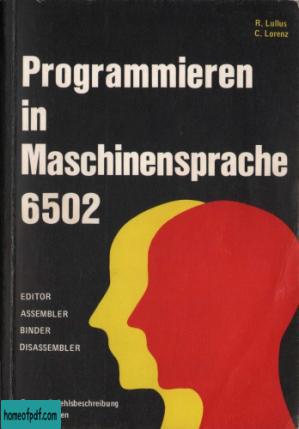 R. Lullus
C. Lorenz
Programmieren
in
Maschinensprache
6502
EDITOR
ASSEMBLER
BINDER
DISASSEMBLER
homeofpdf.com